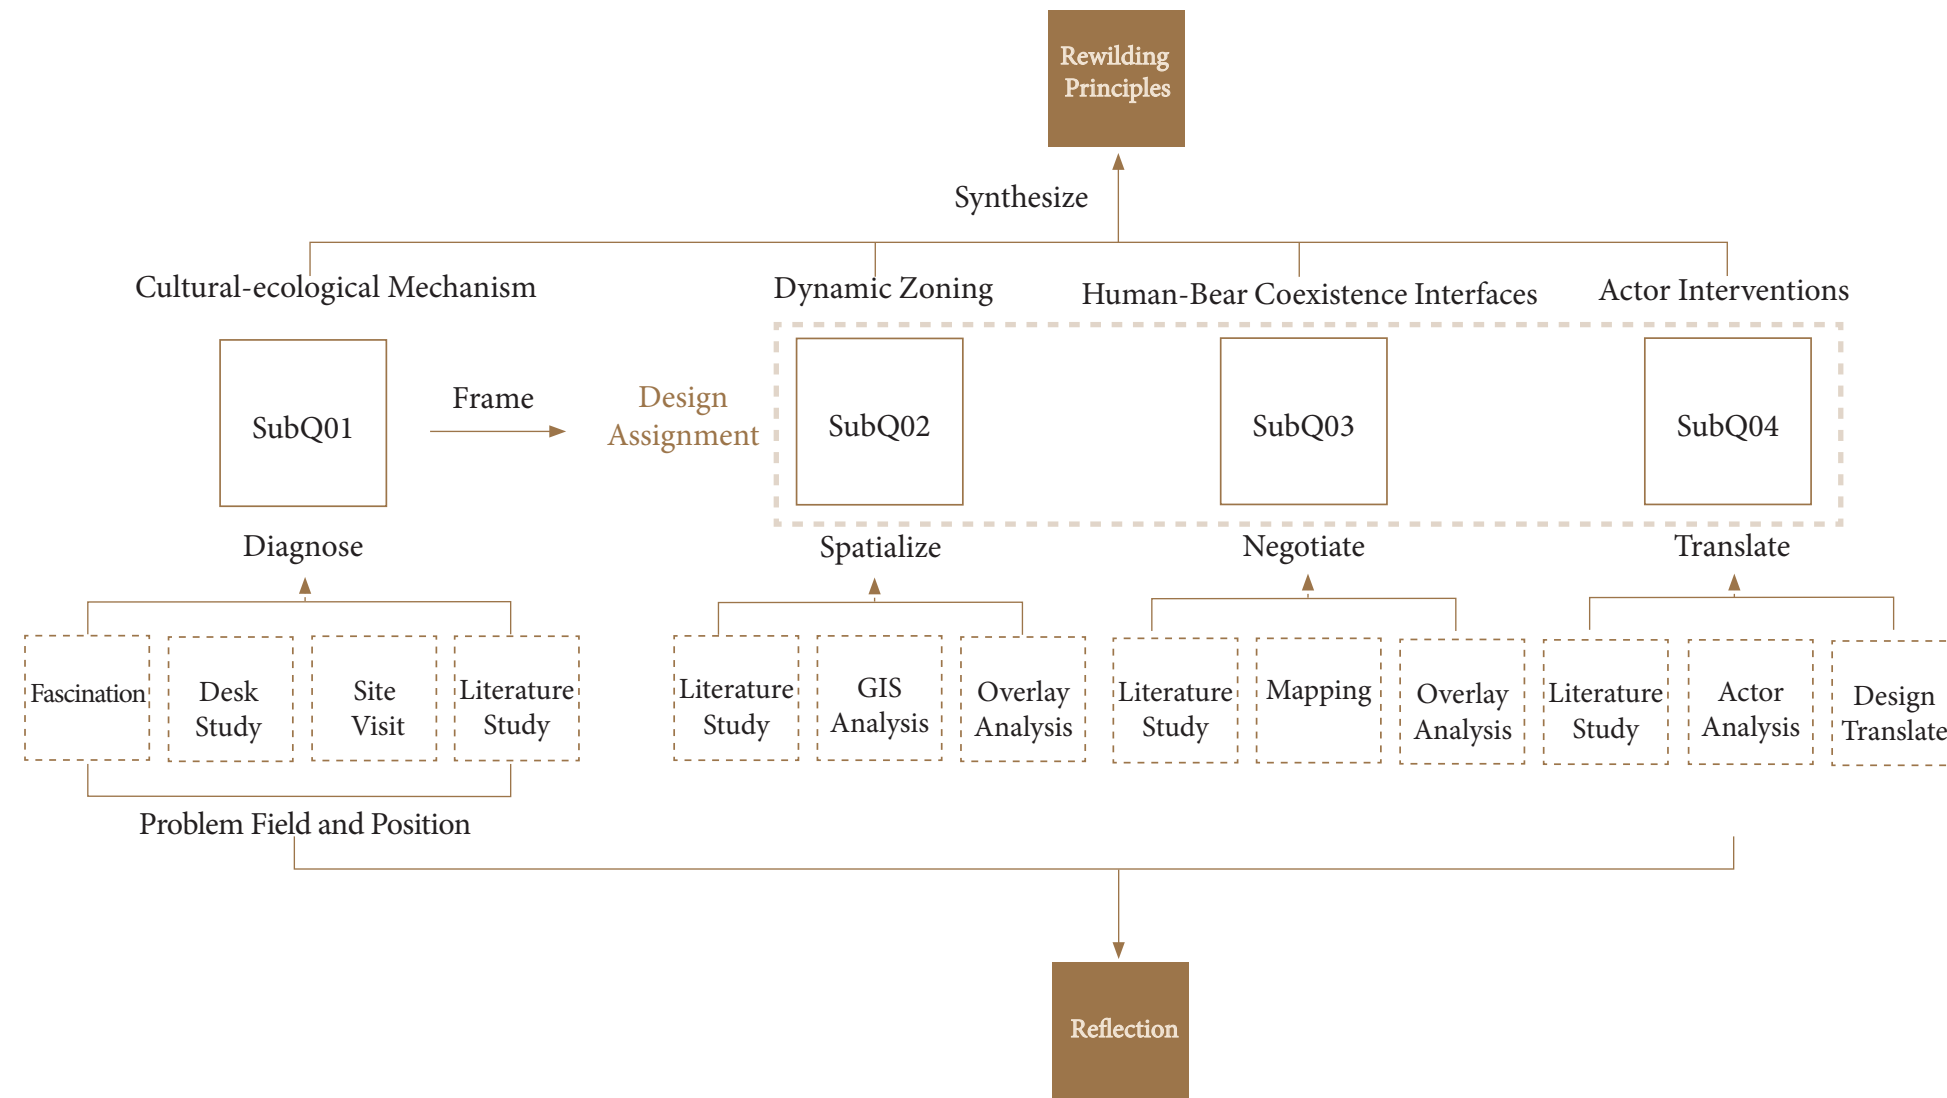 Rewilding
Principles
Synthesize
Cultural-ecological Mechanism
Dynamic Zoning
Human-Bear Coexistence Interfaces
Actor Interventions
SubQ01
Frame
Design
Assignment
SubQ02
SubQ03
SubQ04
Diagnose
Spatialize
Negotiate
Translate
Fascination
Desk
Study
Site
Visit
Literature
Study
Literature
Study
GIS
Analysis
Overlay
Analysis
Literature
Study
Mapping
Overlay
Analysis
Literature
Study
Actor
Analysis
Design
Translate
Problem Field and Position
Reflection